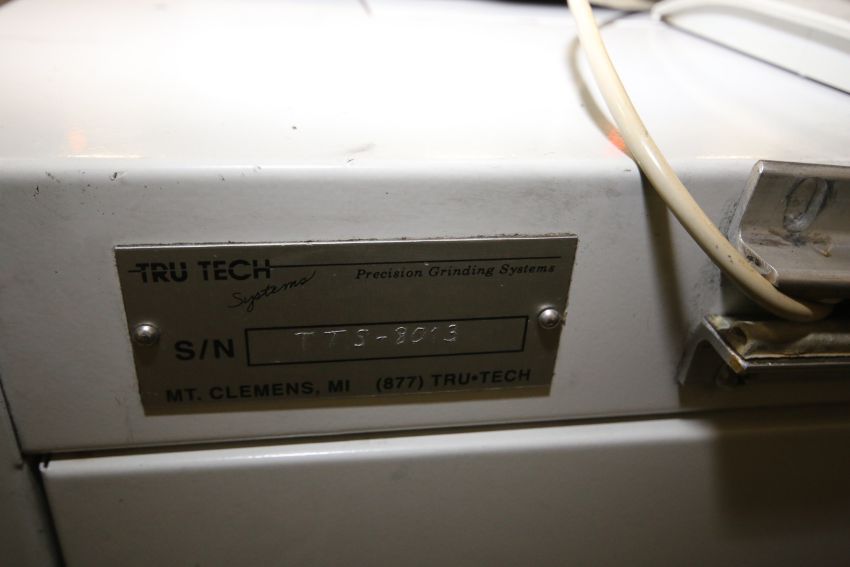 TRU TECH
Systems
Precision Grinding Systems
S/N TTS-8013
MT. CLEMENS, MI (877) TRU•TECH